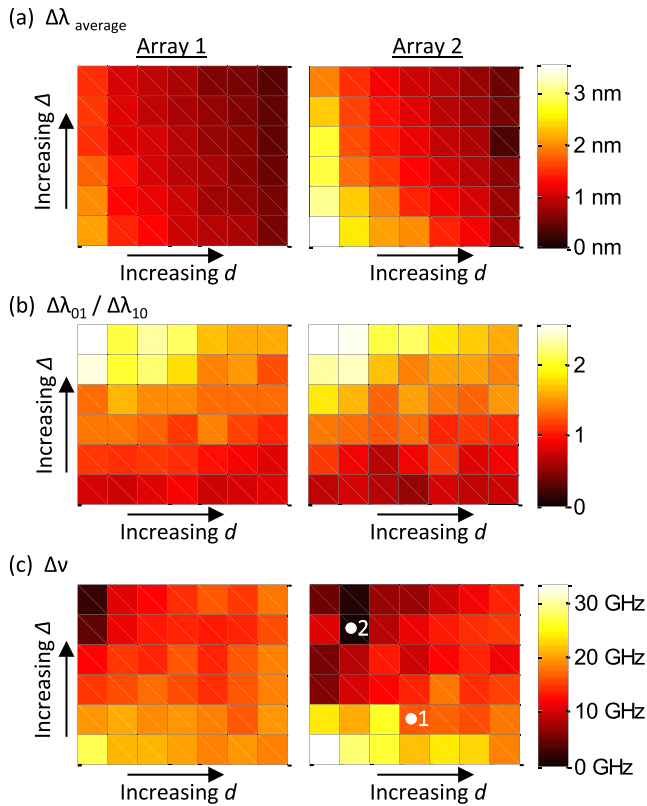 (a) Δλ average
Array 1
Array 2
Increasing Δ
3 nm
2 nm
1 nm
0 nm
Increasing d
Increasing d
(b) Δλ01 / Δλ10
Increasing Δ
2
1
0
Increasing d
Increasing d
(c) Δν
Increasing Δ
2
1
30 GHz
20 GHz
10 GHz
0 GHz
Increasing d
Increasing d